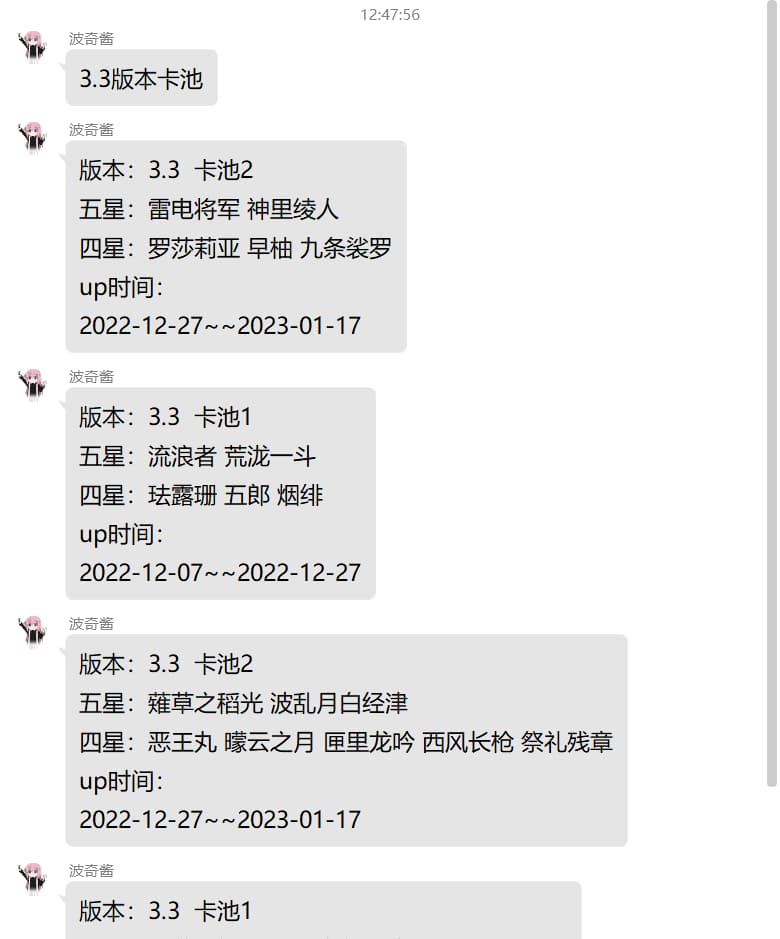 12:47:56
波奇酱
3.3版本卡池
波奇酱
版本：3.3 卡池2
五星：雷电将军 神里绫人
四星：罗莎莉亚 早柚 九条裟罗
up时间：
2022-12-27~~2023-01-17
波奇酱
版本：3.3 卡池1
五星：流浪者 荒泷一斗
四星：珐露珊 五郎 烟绯
up时间：
2022-12-07~~2022-12-27
波奇酱
版本：3.3 卡池2
五星：薙草之稻光 波乱月白经津
四星：恶王丸 曚云之月 匣里龙吟 西风长枪 祭礼残章
up时间：
2022-12-27~~2023-01-17
波奇酱
版本：3.3 卡池1